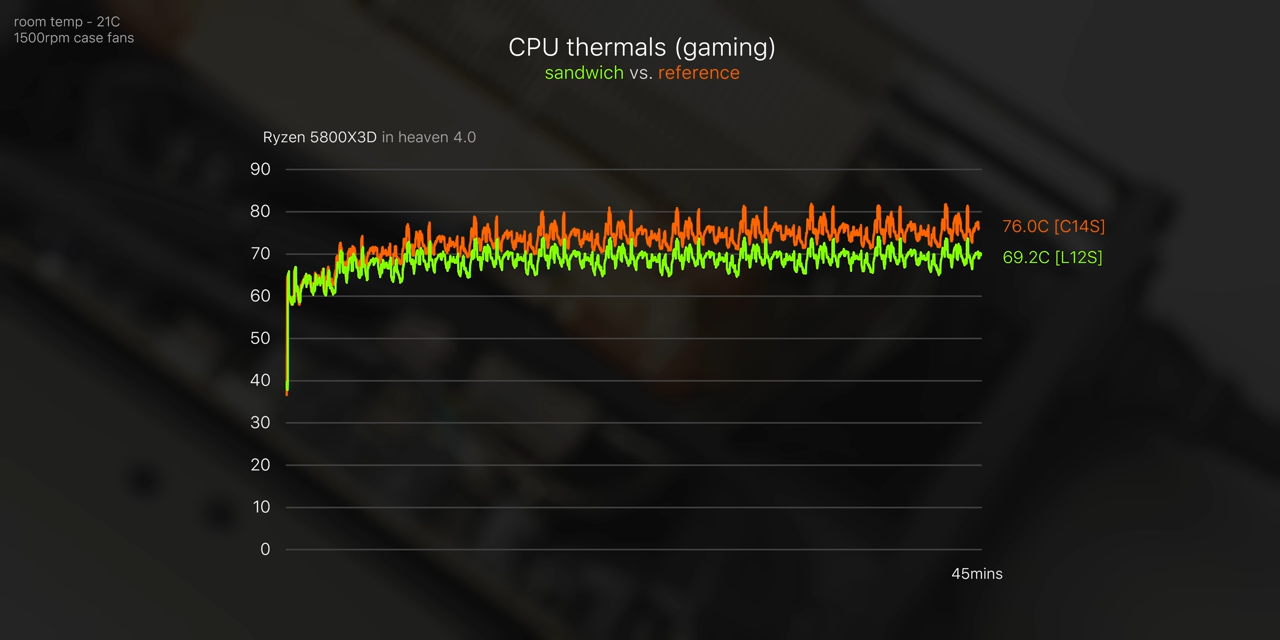 room temp - 21C
1500rpm case fans
CPU thermals (gaming)
sandwich vs. reference
Ryzen 5800X3D in heaven 4.0
90
80
70
60
50
40
30
20
10
0
76.0C [C14S]
69.2C [L12S]
45mins